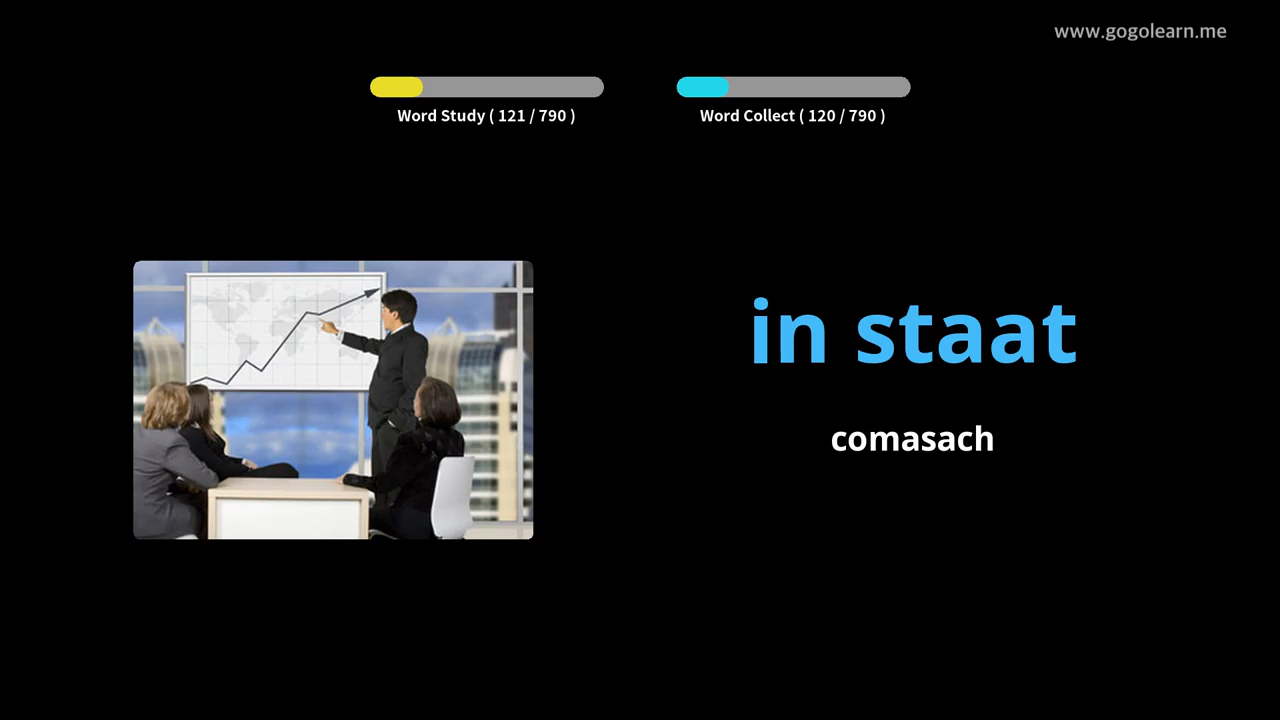 www.gogolearn.me
Word Study ( 121 / 790 )
Word Collect ( 120 / 790 )
in staat
comasach